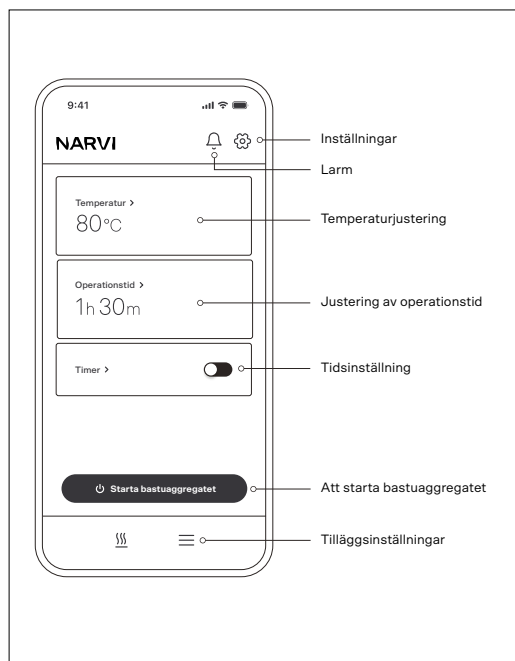 9:41
NARVI
Inställningar
Larm
Temperatur >
80°C
Temperaturjustering
Operationstid >
1h 30m
Justering av operationstid
Timer >
Tidsinställning
Starta bastuaggregatet
Att starta bastuaggregatet
Tilläggsinställningar